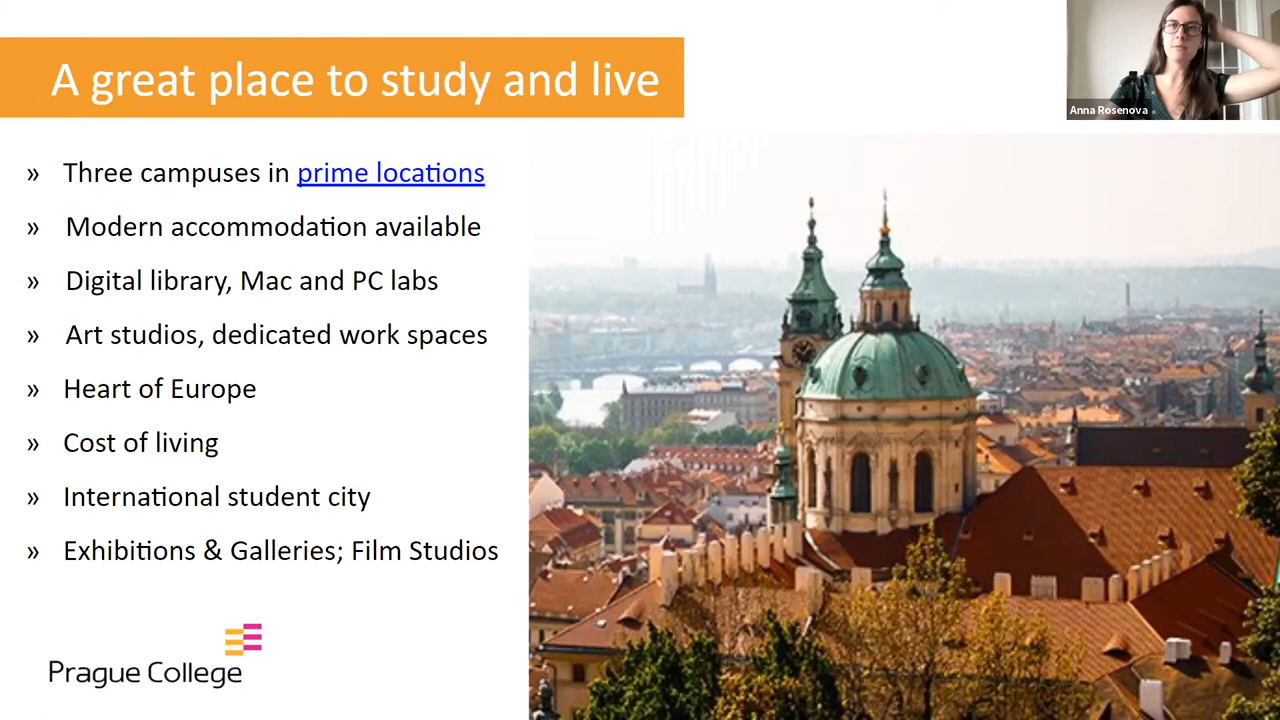 A great place to study and live
Anna Rosenova
» Three campuses in prime locations
» Modern accommodation available
» Digital library, Mac and PC labs
» Art studios, dedicated work spaces
» Heart of Europe
» Cost of living
» International student city
» Exhibitions & Galleries; Film Studios
Prague College